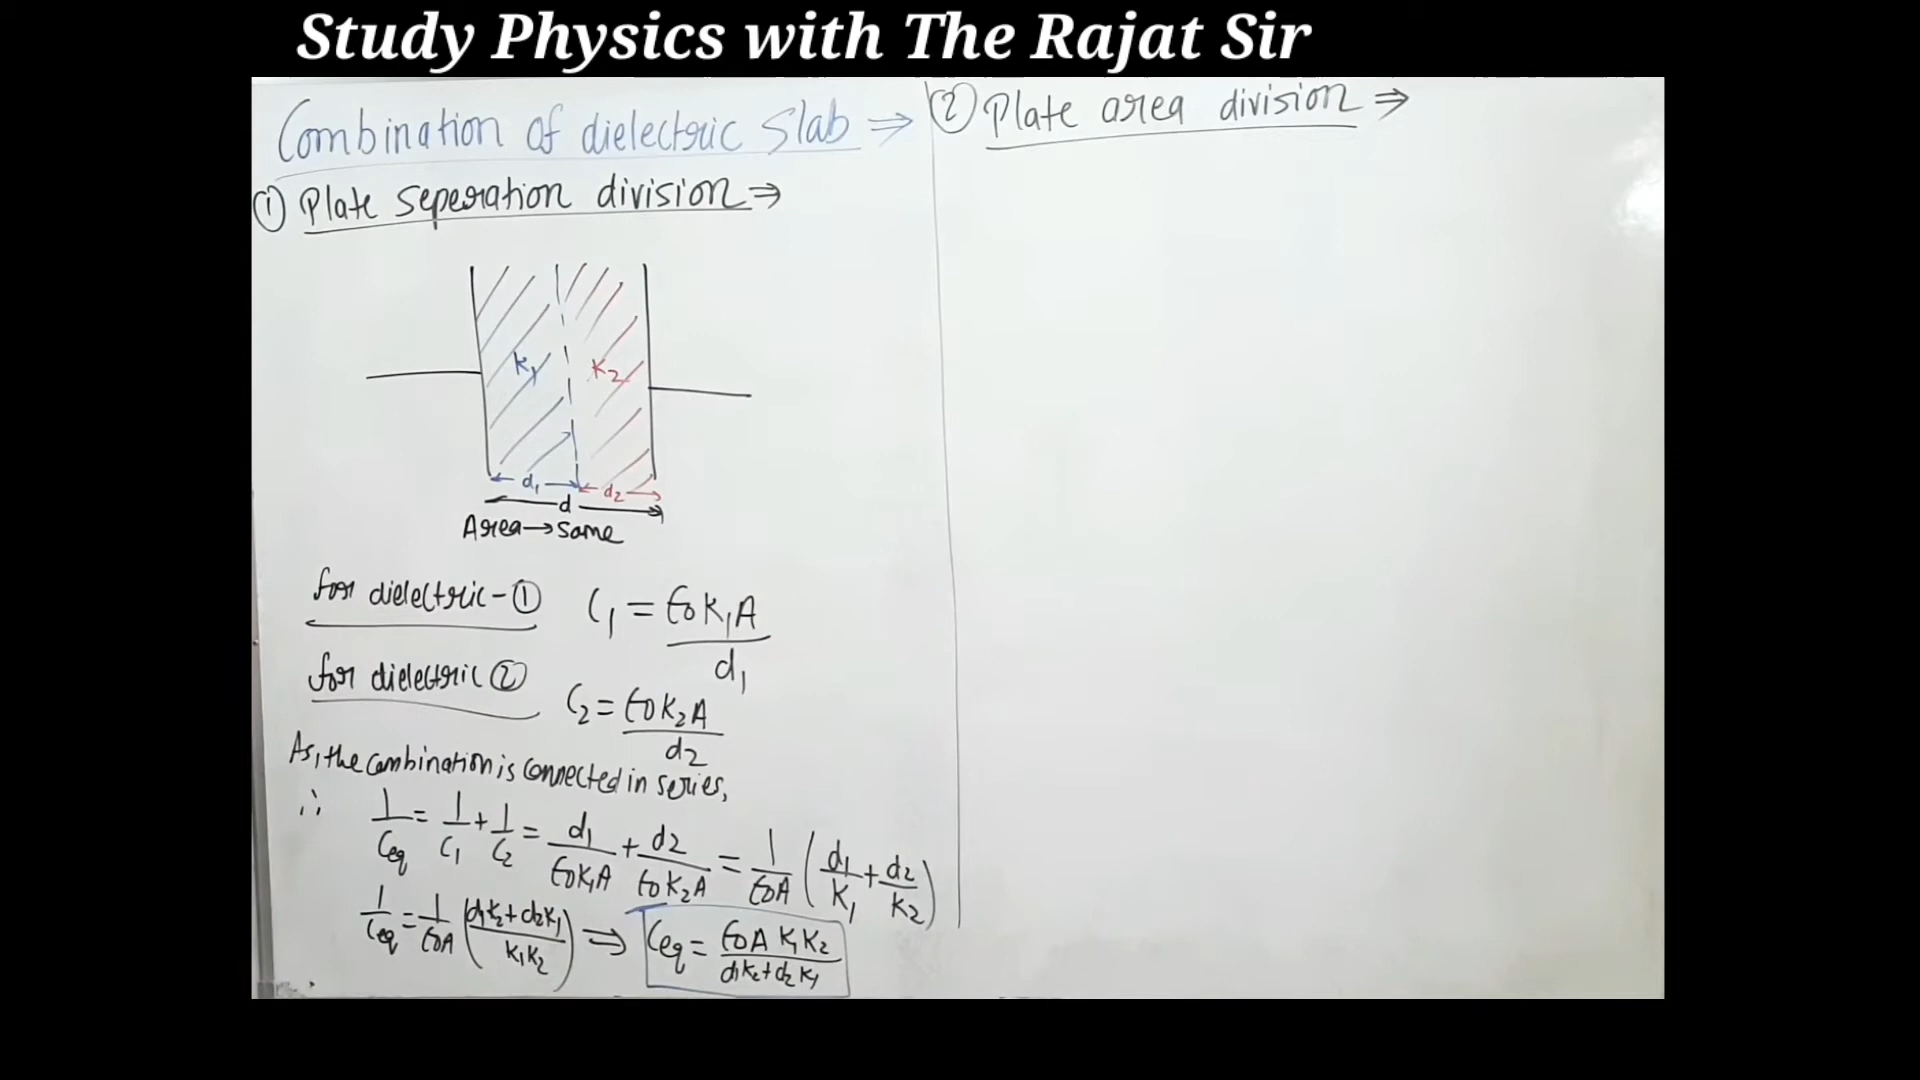 Study Physics with The Rajat Sir
Combination of dielectric Slab ⇒
① Plate seperation division ⇒
K₁ K₂
d₁ d₂
d
Area → Same
for dielectric - ① C₁ = ε₀K₁A / d₁
for dielectric ② C₂ = ε₀K₂A / d₂
As, the combination is connected in series,
∴ 1/Ceq = 1/C₁ + 1/C₂ = d₁/ε₀K₁A + d₂/ε₀K₂A = 1/ε₀A (d₁/K₁ + d₂/K₂)
1/Ceq = 1/ε₀A (d₁K₂+d₂K₁ / K₁K₂) ⇒ Ceq = ε₀A K₁K₂ / d₁K₂+d₂K₁
② Plate area division ⇒